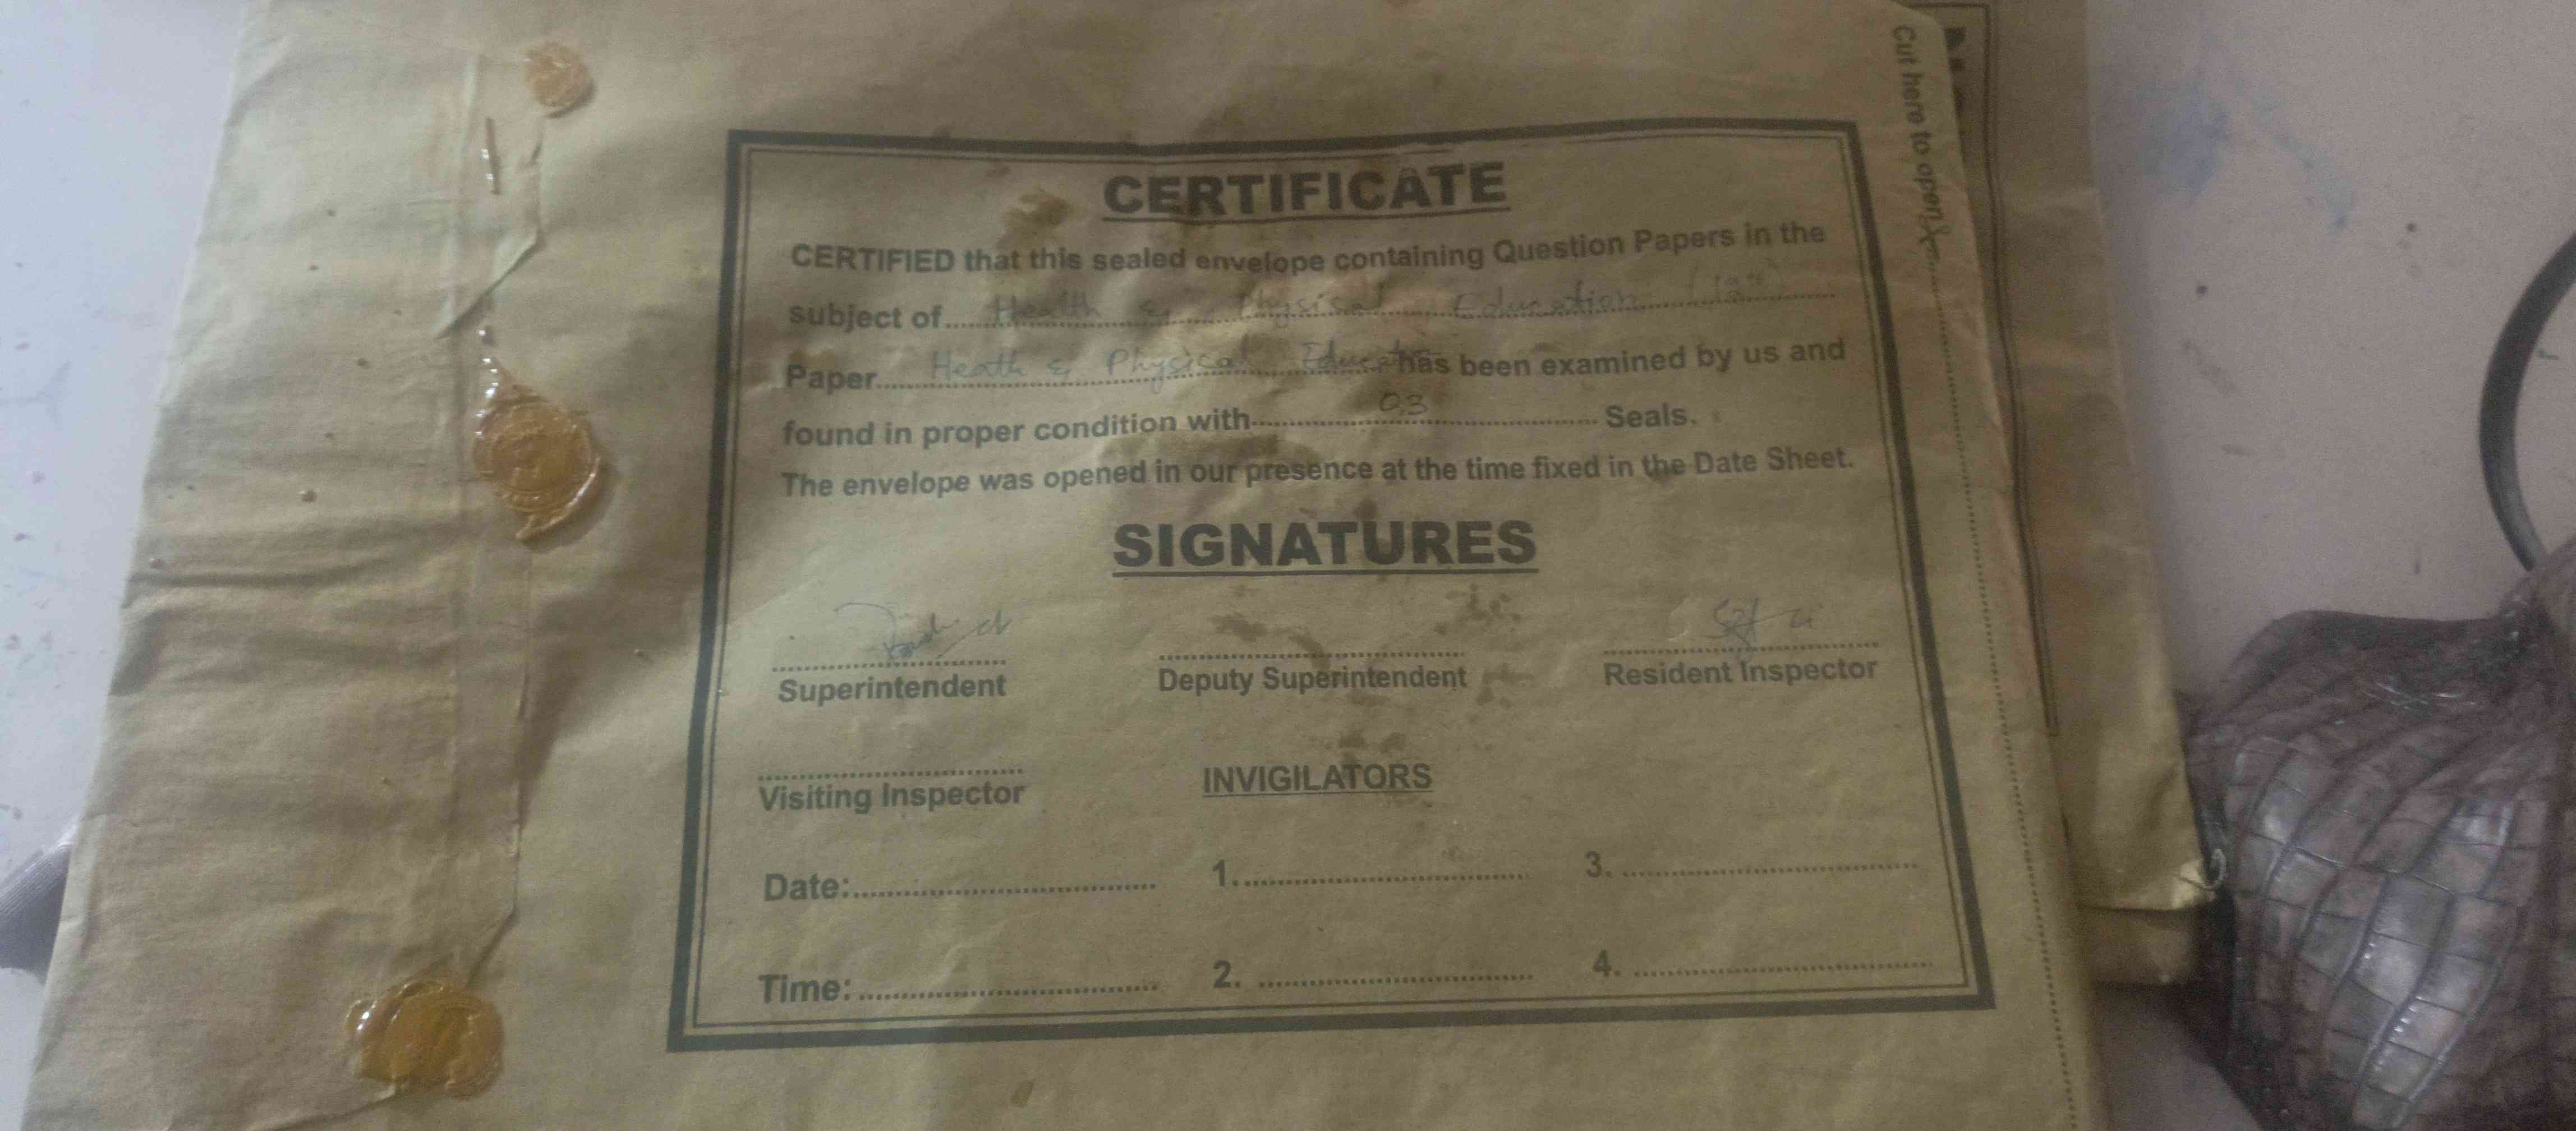 Cut here to open
CERTIFICATE
CERTIFIED that this sealed envelope containing Question Papers in the
subject of Health & Physical Education
Paper Heath & Physical has been examined by us and
found in proper condition with 03 Seals.
The envelope was opened in our presence at the time fixed in the Date Sheet.
SIGNATURES
Superintendent Deputy Superintendent Resident Inspector
Visiting Inspector INVIGILATORS
Date: 1. 3.
Time: 2. 4.